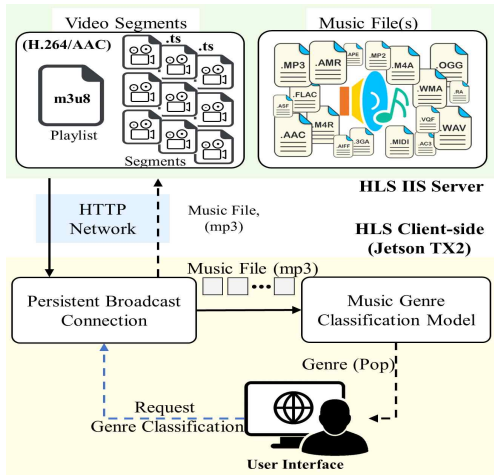 Video Segments
Music File(s)
(H.264/AAC)
.ts
.ts
m3u8
Playlist
Segments
.MP3
.AMR
.APE
.MP2
.M4A
.OGG
.FLAC
.WMA
.RA
.ASF
.AAC
.M4R
.AIFF
.3GA
.MIDI
.VQF
.AC3
.WAV
HLS IIS Server
HTTP
Network
Music File,
(mp3)
HLS Client-side
(Jetson TX2)
Music File (mp3)
Persistent Broadcast
Connection
Music Genre
Classification Model
Genre (Pop)
Request
Genre Classification
User Interface